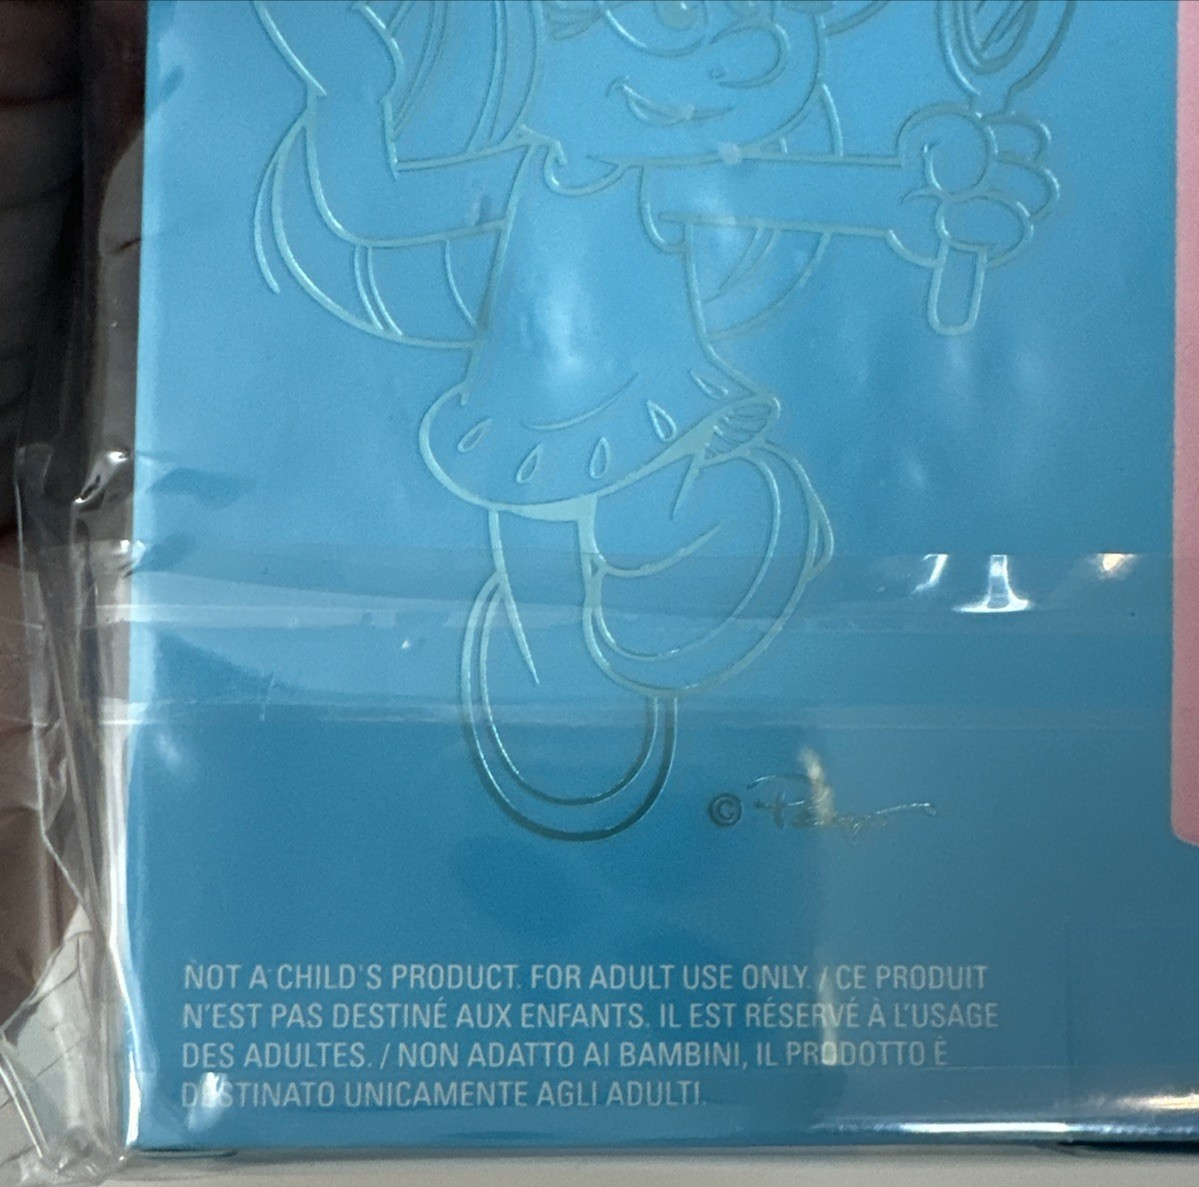 © Peyo
NOT A CHILD'S PRODUCT. FOR ADULT USE ONLY. / CE PRODUIT
N'EST PAS DESTINÉ AUX ENFANTS. IL EST RÉSERVÉ À L'USAGE
DES ADULTES. / NON ADATTO AI BAMBINI, IL PRODOTTO È
DESTINATO UNICAMENTE AGLI ADULTI.